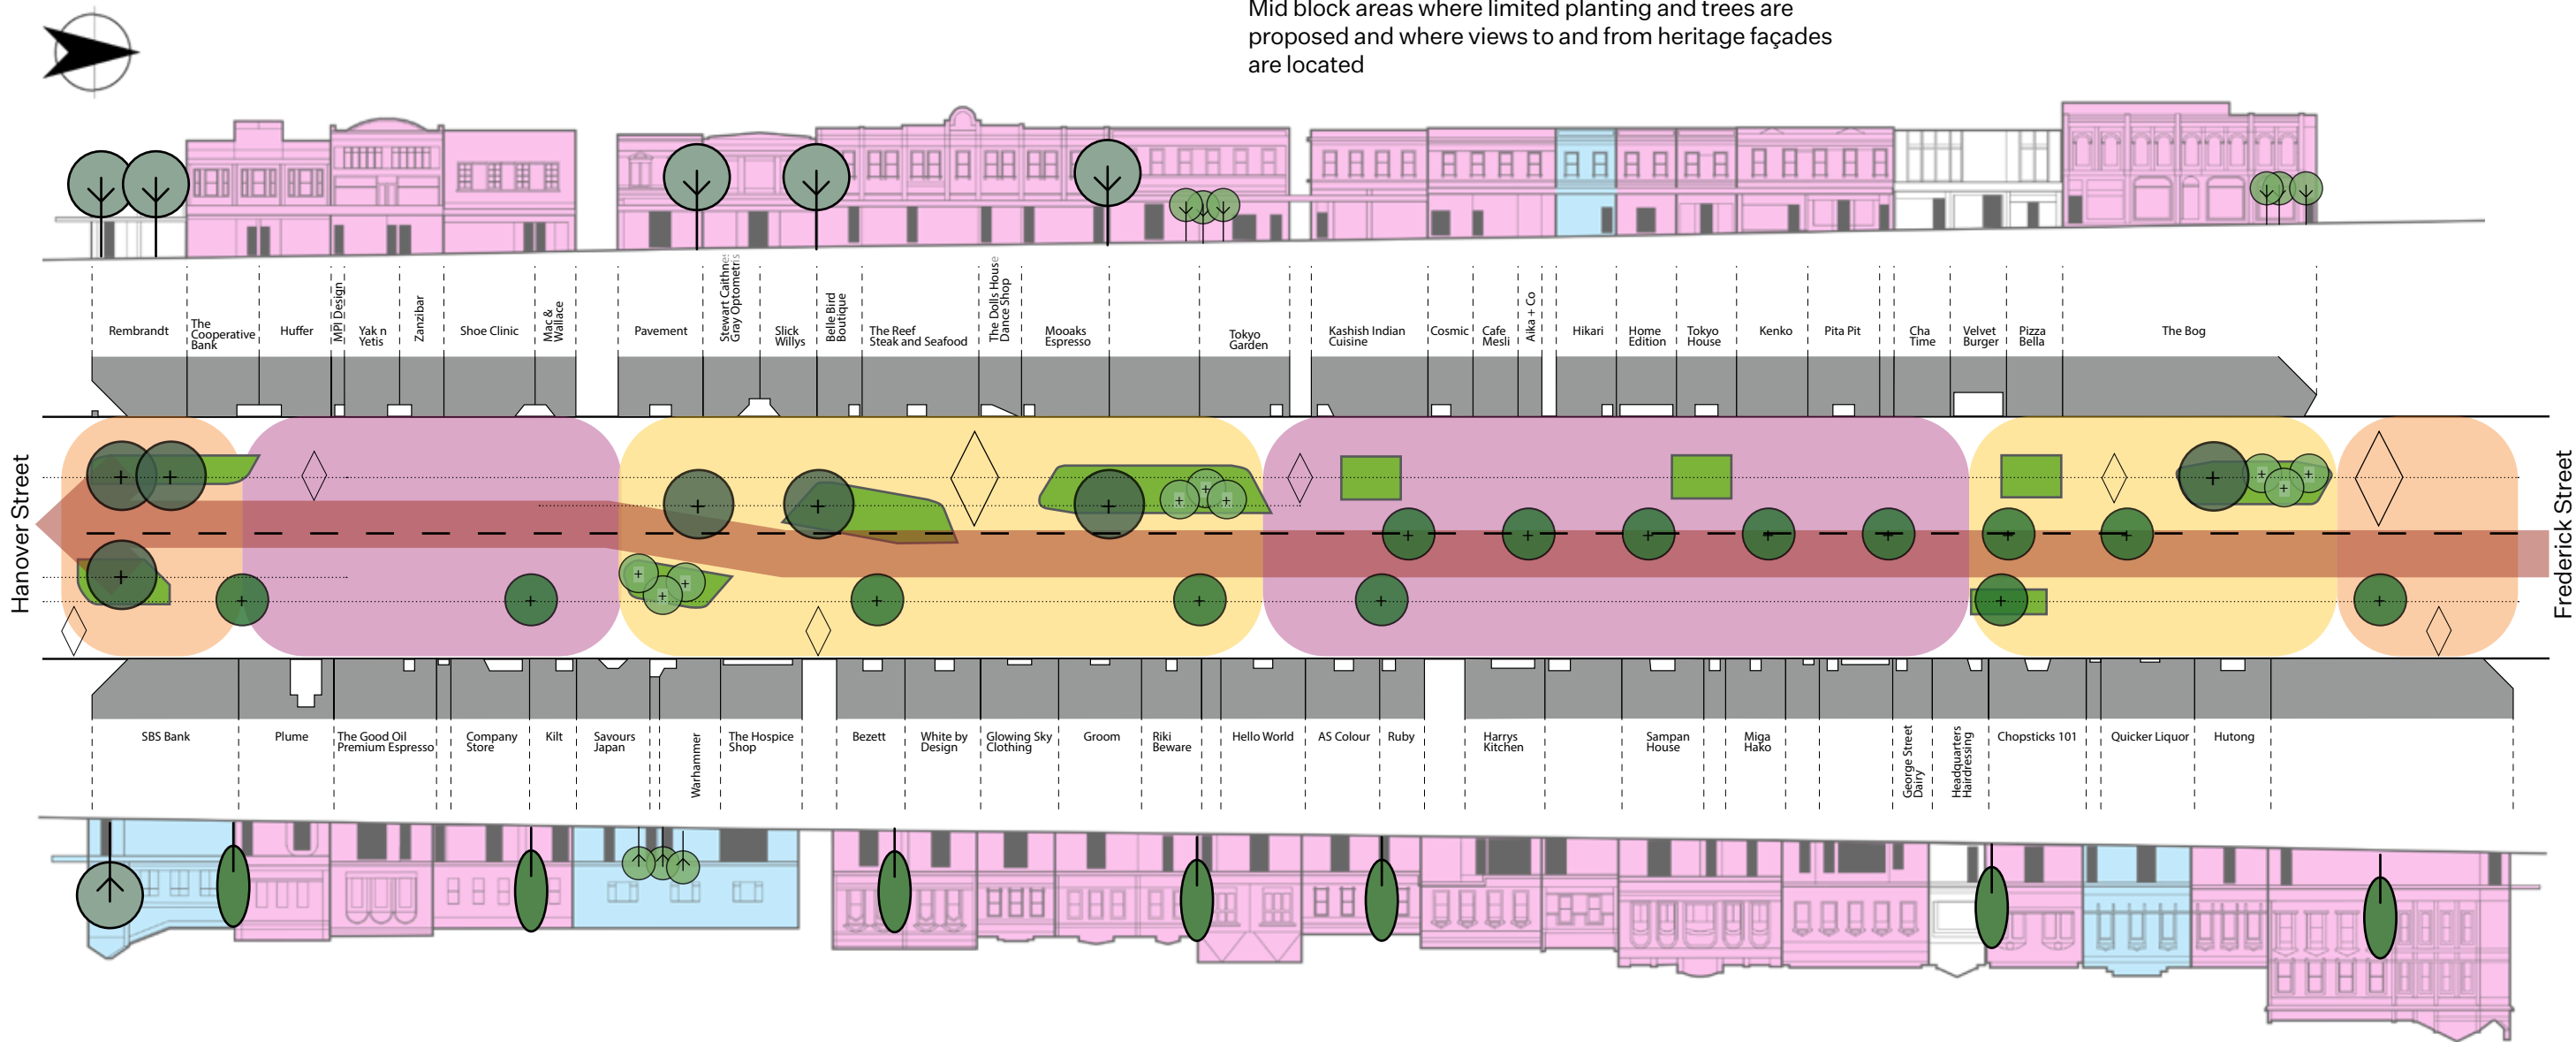 Mid block areas where limited planting and trees are
proposed and where views to and from heritage façades
are located
Hanover Street
Frederick Street
Rembrandt
The
Cooperative
Bank
Huffer
MPI Design
Yak n
Yetis
Zanzibar
Shoe Clinic
Mac &
Wallace
Pavement
Stewart
Gray
Slick
Willys
Belle Bird
Boutique
The Reef
Steak and Seafood
The Dolls House
Dance Shop
Mooaks
Espresso
Tokyo
Garden
Kashish Indian
Cuisine
Cosmic
Cafe
Mesli
Aika + Co
Hikari
Home
Edition
Tokyo
House
Kenko
Pita Pit
Cha
Time
Velvet
Burger
Pizza
Bella
The Bog
SBS Bank
Plume
The Good Oil
Premium Espresso
Company
Store
Kilt
Savours
Japan
Warhammer
The Hospice
Shop
Bezett
White by
Design
Glowing Sky
Clothing
Groom
Riki
Beware
Hello World
AS Colour
Ruby
Harrys
Kitchen
Sampan
House
Miga
Hako
George Street
Dairy
Headquarters
Hairdressing
Chopsticks 101
Quicker Liquor
Hutong